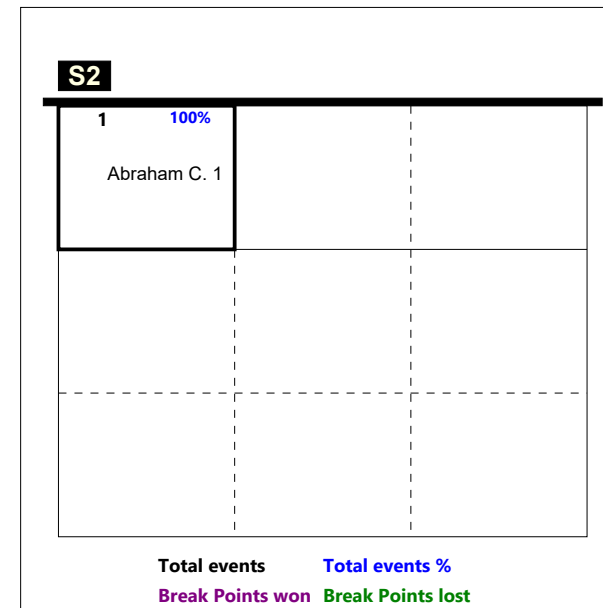 S2
1 100%
Abraham C. 1
Total events Total events %
Break Points won Break Points lost